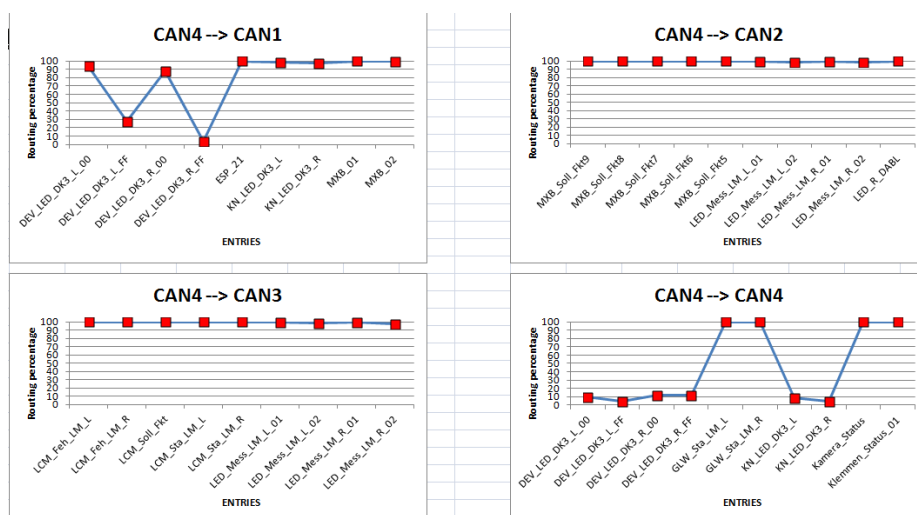 CAN4 --> CAN1
Routing percentage
100
90
80
70
60
50
40
30
20
10
0
DEV_LED_DK3_L_00
DEV_LED_DK3_L_FF
DEV_LED_DK3_R_00
DEV_LED_DK3_R_FF
ESP_21
KN_LED_DK3_L
KN_LED_DK3_R
MXB_01
MXB_02
ENTRIES
CAN4 --> CAN2
Routing percentage
100
90
80
70
60
50
40
30
20
10
0
MXB_Soll_Fkt9
MXB_Soll_Fkt8
MXB_Soll_Fkt7
MXB_Soll_Fkt6
MXB_Soll_Fkt5
LED_Mess_LM_L_01
LED_Mess_LM_L_02
LED_Mess_LM_R_01
LED_Mess_LM_R_02
LED_R_DABL
ENTRIES
CAN4 --> CAN3
Routing percentage
100
90
80
70
60
50
40
30
20
10
0
LCM_Feh_LM_L
LCM_Feh_LM_R
LCM_Soll_Fkt
LCM_Sta_LM_L
LCM_Sta_LM_R
LED_Mess_LM_L_01
LED_Mess_LM_L_02
LED_Mess_LM_R_01
LED_Mess_LM_R_02
ENTRIES
CAN4 --> CAN4
Routing percentage
100
90
80
70
60
50
40
30
20
10
0
DEV_LED_DK3_L_00
DEV_LED_DK3_L_FF
DEV_LED_DK3_R_00
DEV_LED_DK3_R_FF
GLW_Sta_LM_L
GLW_Sta_LM_R
KN_LED_DK3_L
KN_LED_DK3_R
Kamera_Status
Klemmen_Status_01
ENTRIES